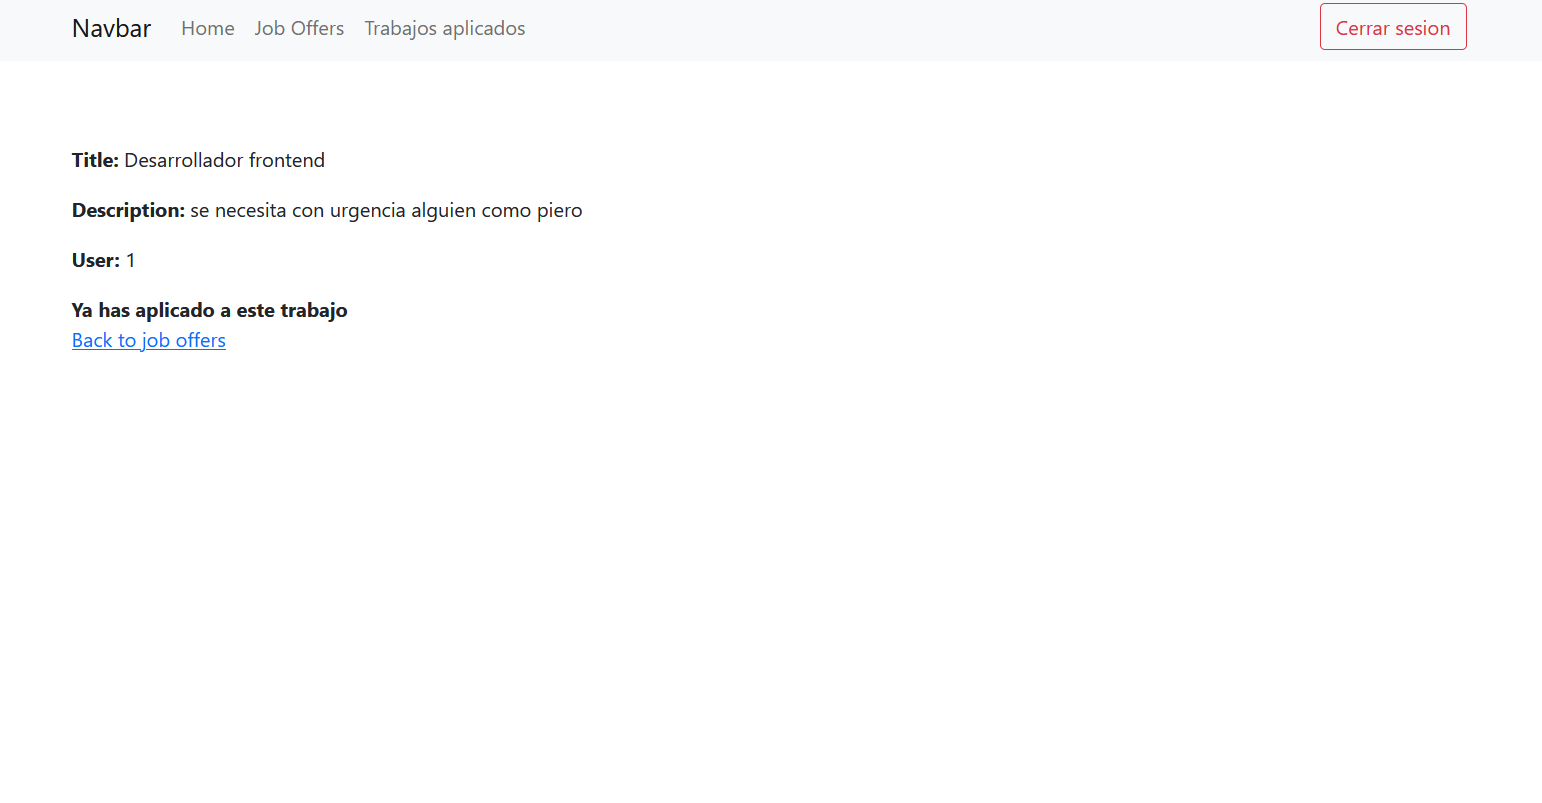 Navbar Home Job Offers Trabajos aplicados Cerrar sesion
Title: Desarrollador frontend
Description: se necesita con urgencia alguien como piero
User: 1
Ya has aplicado a este trabajo
Back to job offers